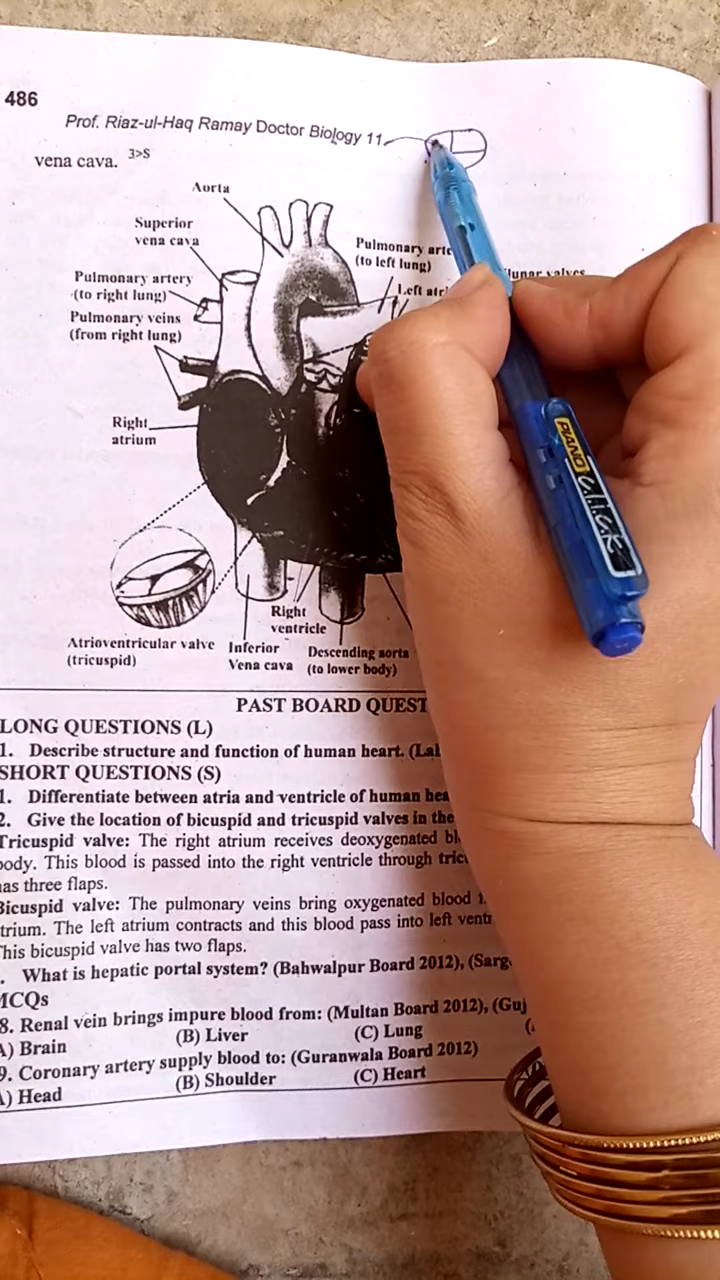 486
Prof. Riaz-ul-Haq Ramay Doctor Biology 11
vena cava. 3>S
Aorta
Superior
vena cava
Pulmonary
(to left lung)
Pulmonary artery
(to right lung)
Left
valves
Pulmonary veins
(from right lung)
Right
atrium
Right
ventricle
Atrioventricular valve
(tricuspid)
Inferior
Vena cava
Descending aorta
(to lower body)
PAST BOARD
LONG QUESTIONS (L)
1. Describe structure and function of human heart.
SHORT QUESTIONS (S)
1. Differentiate between atria and ventricle of human
2. Give the location of bicuspid and tricuspid valves in the
Tricuspid valve: The right atrium receives deoxygenated
body. This blood is passed into the right ventricle through
has three flaps.
Bicuspid valve: The pulmonary veins bring oxygenated blood
atrium. The left atrium contracts and this blood pass into left
This bicuspid valve has two flaps.
. What is hepatic portal system? (Bahwalpur Board 2012),
MCQs
8. Renal vein brings impure blood from: (Multan Board 2012),
A) Brain (B) Liver (C) Lung
9. Coronary artery supply blood to: (Guranwala Board 2012)
A) Head (B) Shoulder (C) Heart
PIANO
click